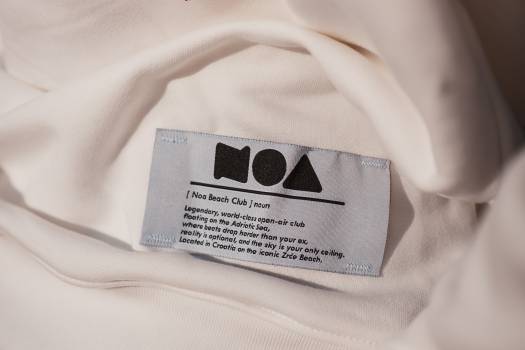 NOA
[ Noa Beach Club ] noun
Legendary, world-class open-air club
floating on the Adriatic Sea,
where beats drop harder than your ex,
reality is optional, and the sky is your only ceiling.
Located in Croatia on the iconic Zrće Beach.